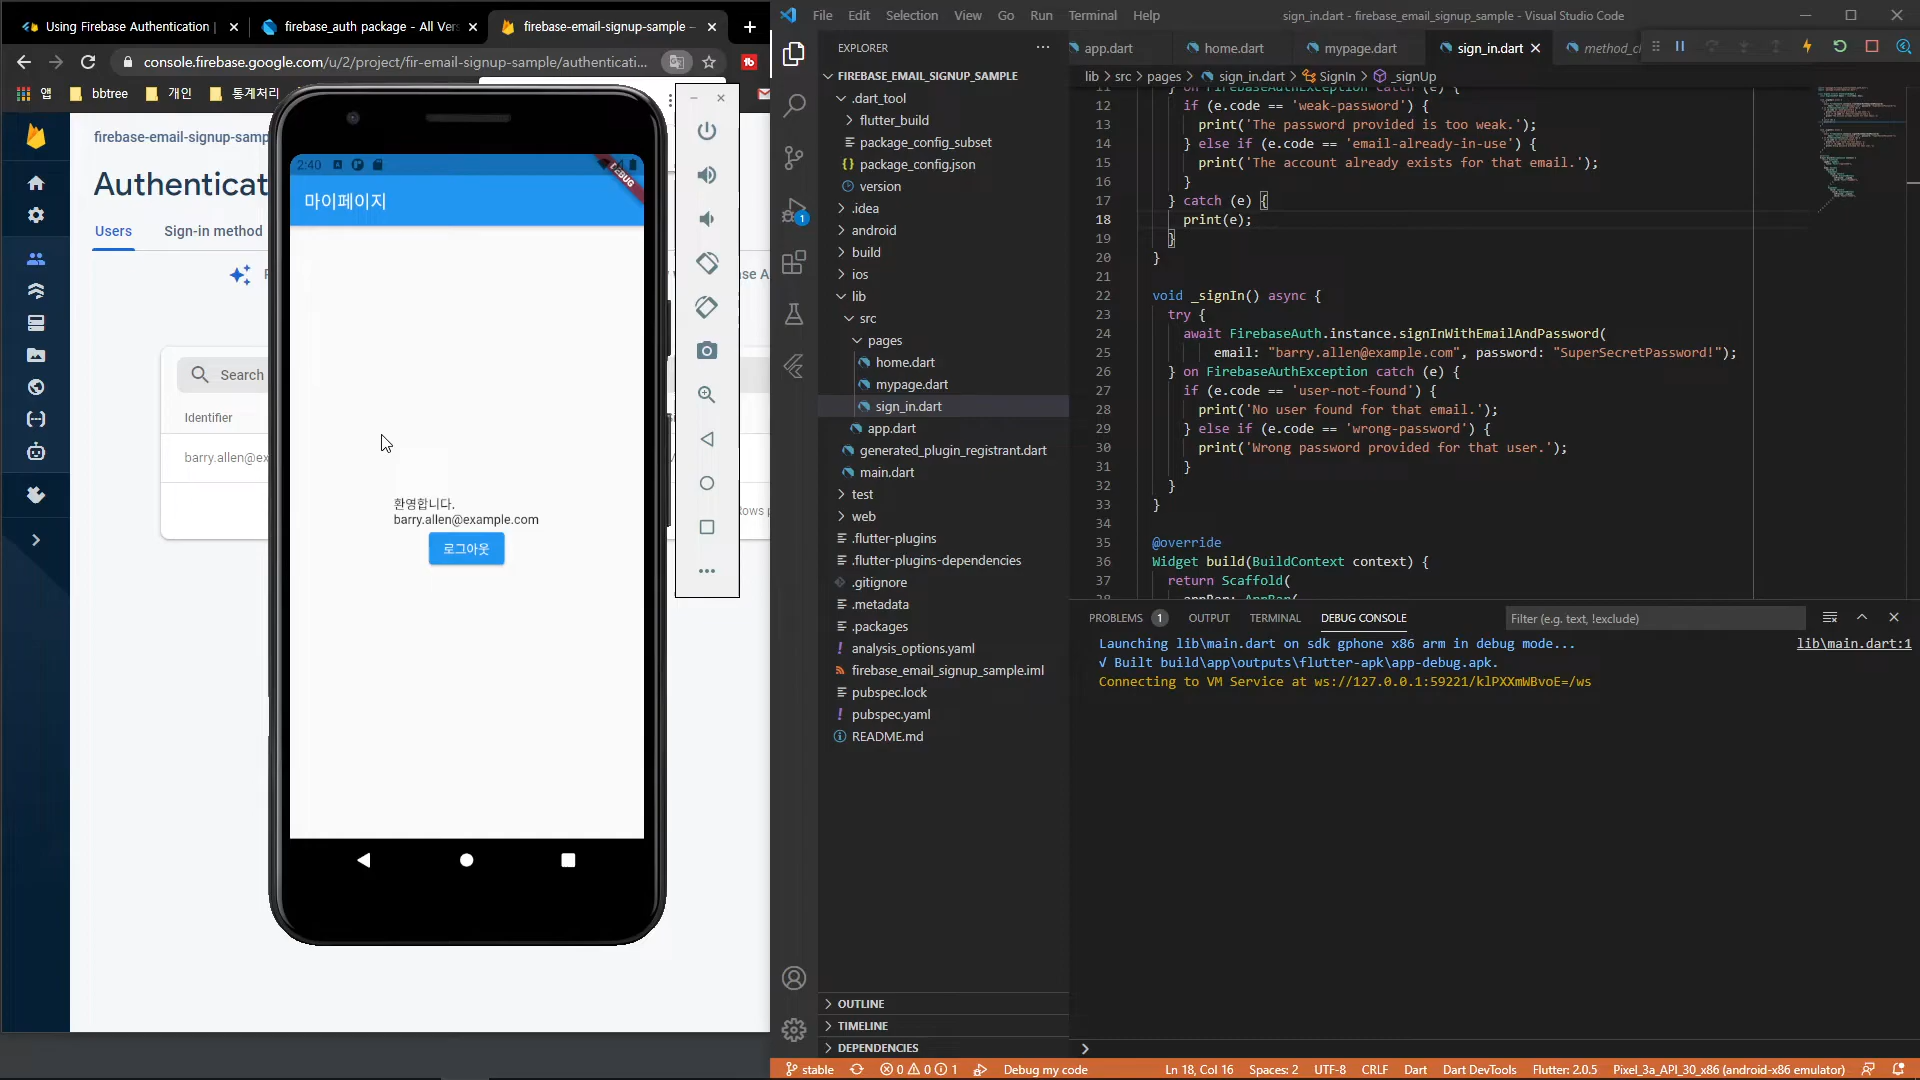 Using Firebase Authentication |
firebase_auth package - All Ver
firebase-email-signup-sample –
console.firebase.google.com/u/2/project/fir-email-signup-sample/authenticati...
앱
bbtree
개인
통계처리
firebase-email-signup-samp
Authenticat
Users
Sign-in method
se A
Search
Identifier
barry.allen@ex
Rows p
2:40
DEBUG
마이페이지
환영합니다.
barry.allen@example.com
로그아웃
File Edit Selection View Go Run Terminal Help
sign_in.dart - firebase_email_signup_sample - Visual Studio Code
EXPLORER
app.dart
home.dart
mypage.dart
sign_in.dart
method_c
lib > src > pages > sign_in.dart > SignIn > _signUp
FIREBASE_EMAIL_SIGNUP_SAMPLE
.dart_tool
flutter_build
package_config_subset
package_config.json
version
.idea
android
build
ios
lib
src
pages
home.dart
mypage.dart
sign_in.dart
app.dart
generated_plugin_registrant.dart
main.dart
test
web
.flutter-plugins
.flutter-plugins-dependencies
.gitignore
.metadata
.packages
analysis_options.yaml
firebase_email_signup_sample.iml
pubspec.lock
pubspec.yaml
README.md
OUTLINE
TIMELINE
DEPENDENCIES
11 } on FirebaseAuthException catch (e) {
12 if (e.code == 'weak-password') {
13 print('The password provided is too weak.');
14 } else if (e.code == 'email-already-in-use') {
15 print('The account already exists for that email.');
16 }
17 } catch (e) {
18 print(e);
19 }
20 }
21
22 void _signIn() async {
23 try {
24 await FirebaseAuth.instance.signInWithEmailAndPassword(
25 email: "barry.allen@example.com", password: "SuperSecretPassword!");
26 } on FirebaseAuthException catch (e) {
27 if (e.code == 'user-not-found') {
28 print('No user found for that email.');
29 } else if (e.code == 'wrong-password') {
30 print('Wrong password provided for that user.');
31 }
32 }
33 }
34
35 @override
36 Widget build(BuildContext context) {
37 return Scaffold(
38 appBar: AppBar(
PROBLEMS 1 OUTPUT TERMINAL DEBUG CONSOLE
Filter (e.g. text, !exclude)
Launching lib\main.dart on sdk gphone x86 arm in debug mode...
lib\main.dart:1
√ Built build\app\outputs\flutter-apk\app-debug.apk.
Connecting to VM Service at ws://127.0.0.1:59221/klPXXmWBvoE=/ws
1
stable
0 0 1
Debug my code
Ln 18, Col 16
Spaces: 2
UTF-8
CRLF
Dart
Dart DevTools
Flutter: 2.0.5
Pixel_3a_API_30_x86 (android-x86 emulator)